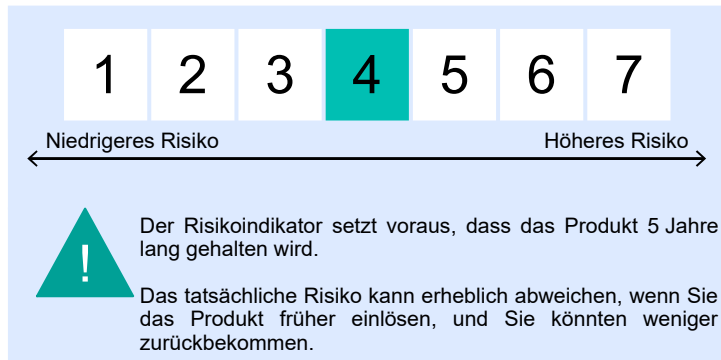 1 2 3 4 5 6 7
Niedrigeres Risiko Höheres Risiko
!
Der Risikoindikator setzt voraus, dass das Produkt 5 Jahre
lang gehalten wird.
Das tatsächliche Risiko kann erheblich abweichen, wenn Sie
das Produkt früher einlösen, und Sie könnten weniger
zurückbekommen.